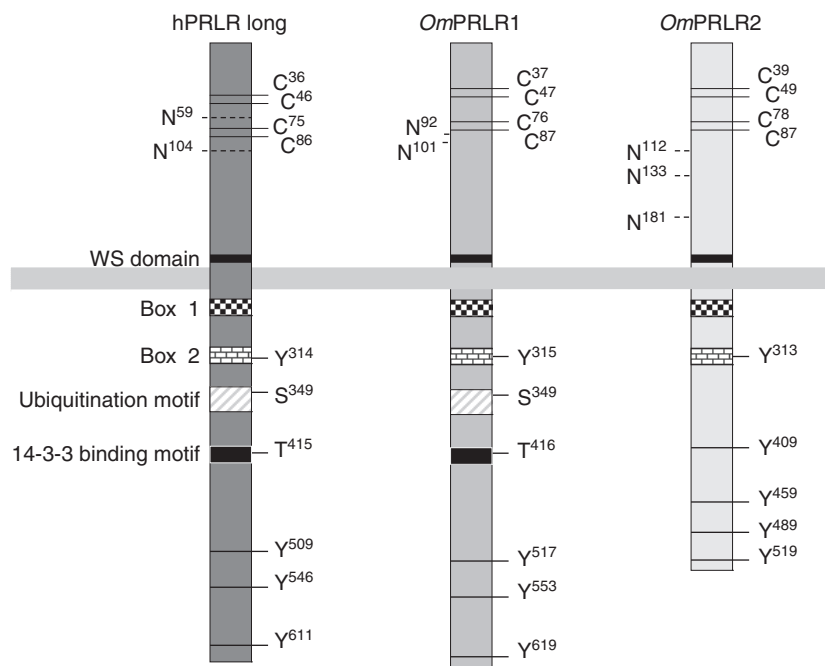 hPRLR long OmPRLR1 OmPRLR2
C36 C37 C39
C46 C47 C49
N59
C75 C76 C78
N92
C86 C87 C87
N104 N101 N112
N133
N181
WS domain
Box 1
Box 2 Y314 Y315 Y313
Ubiquitination motif S349 S349
14-3-3 binding motif T415 T416 Y409
Y459
Y509 Y517 Y489
Y546 Y553 Y519
Y611 Y619